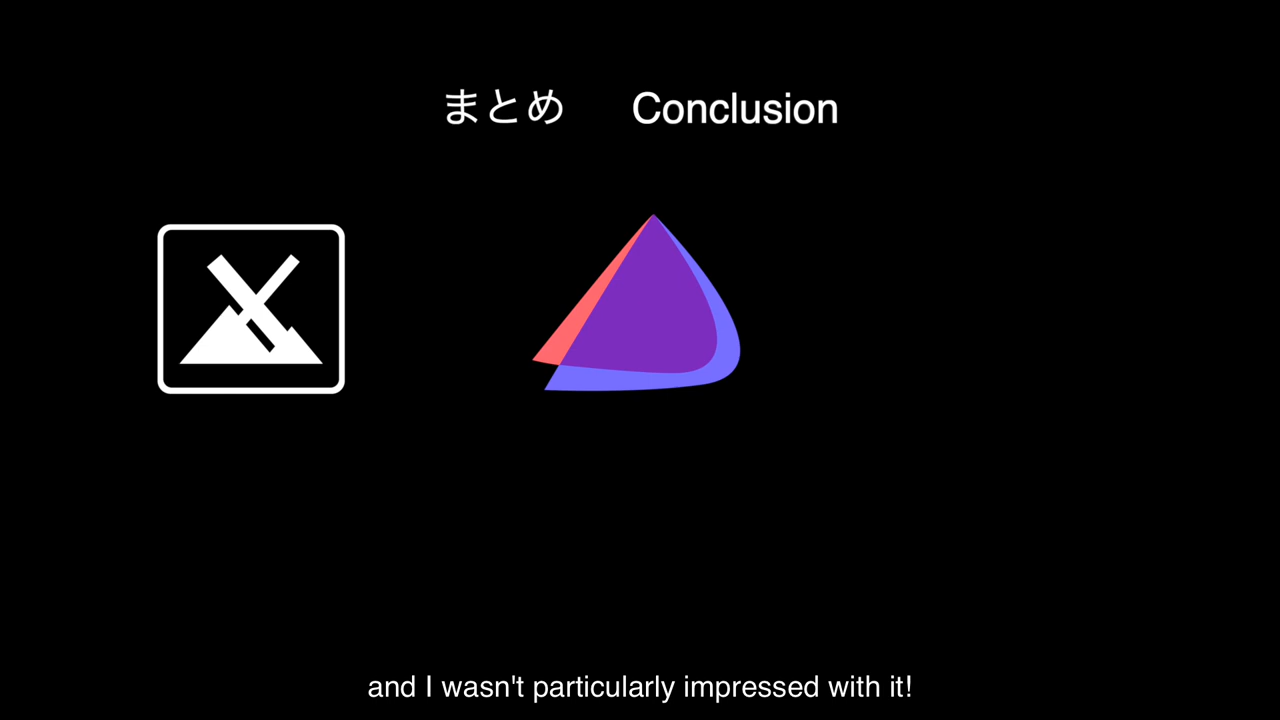 まとめ Conclusion
and I wasn't particularly impressed with it!